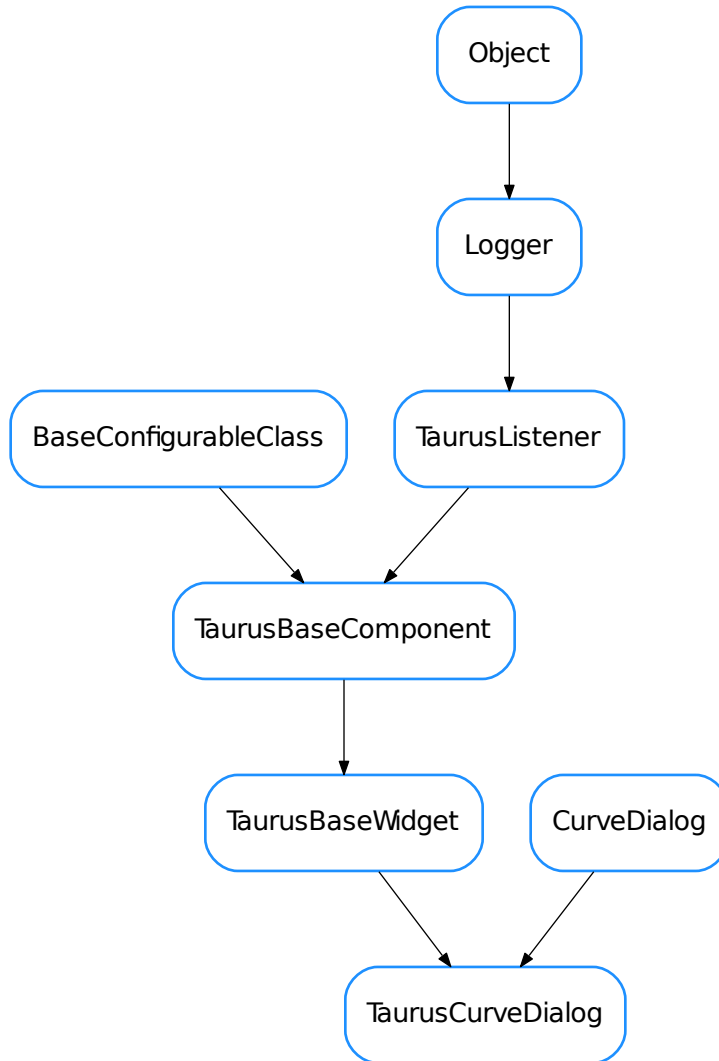 Object
Logger
BaseConfigurableClass
TaurusListener
TaurusBaseComponent
TaurusBaseWidget
CurveDialog
TaurusCurveDialog